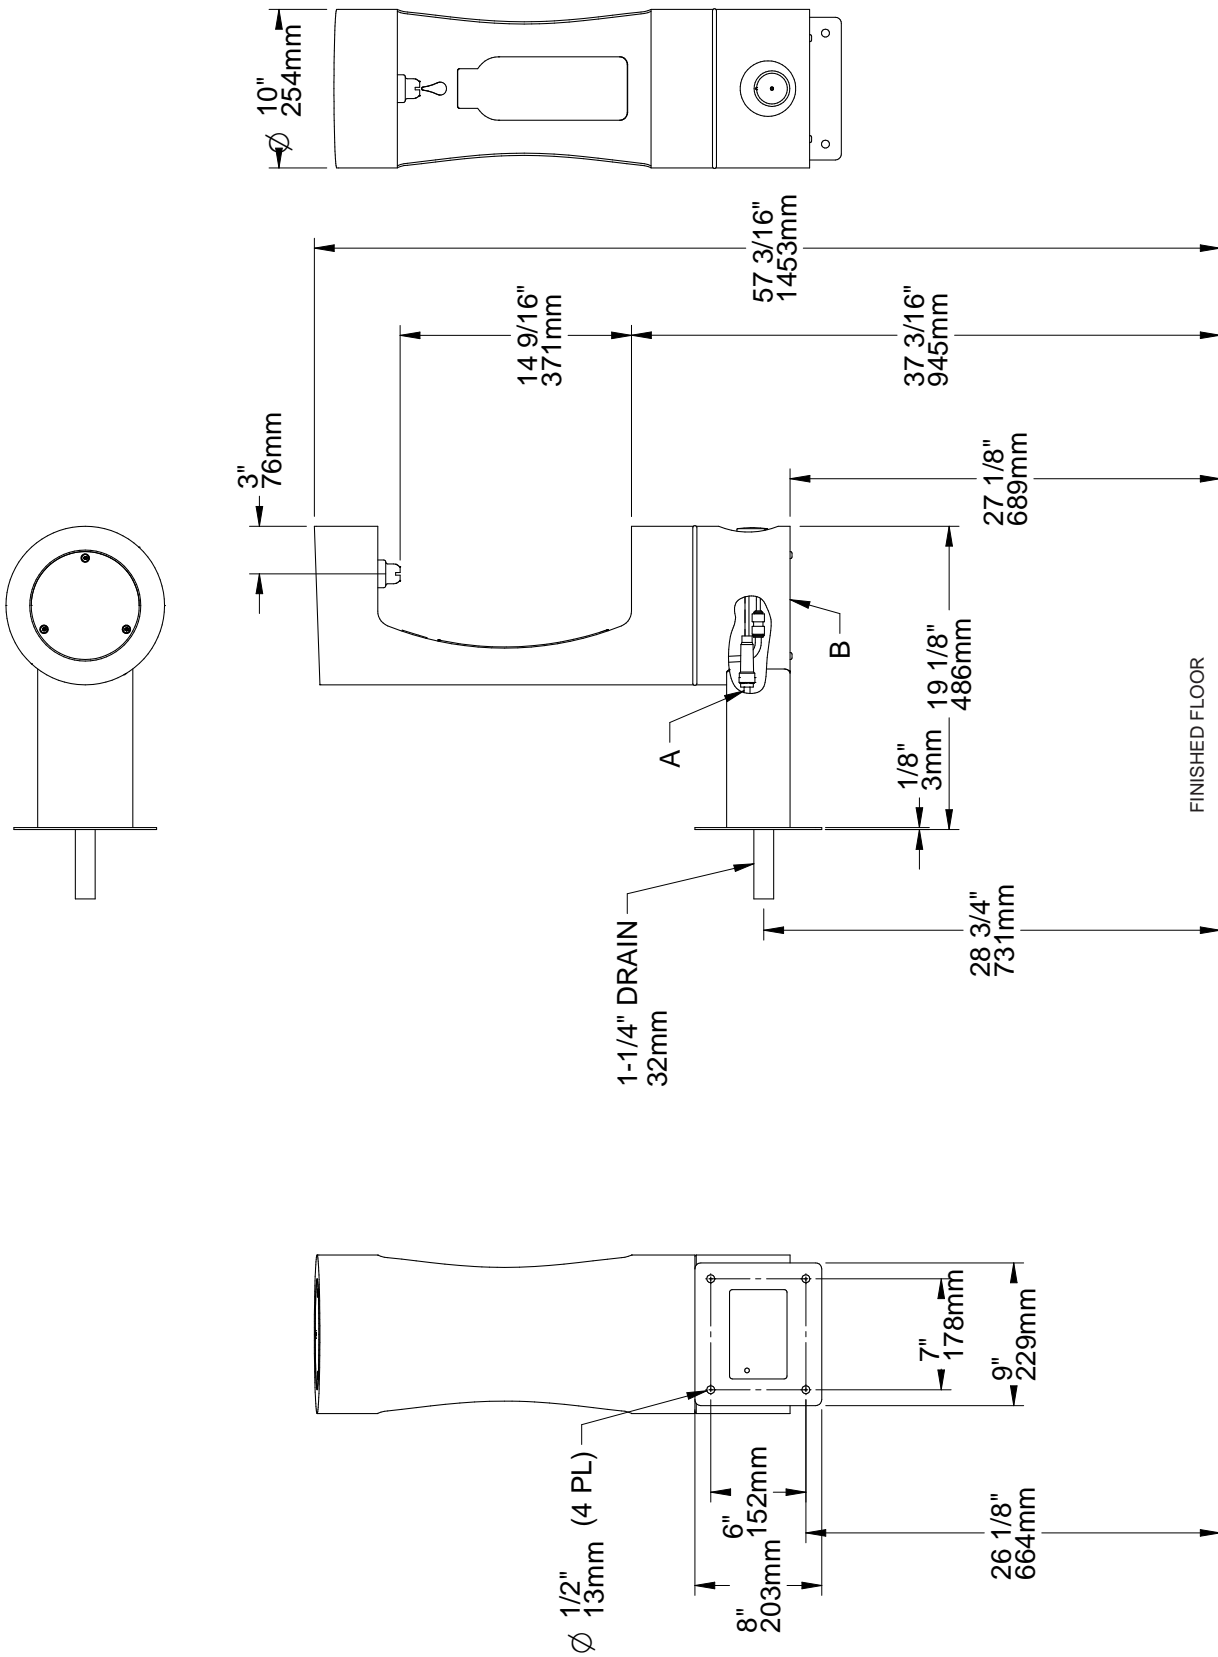 Ø 10"
254mm
57 3/16"
1453mm
14 9/16"
371mm
37 3/16"
945mm
3"
76mm
27 1/8"
689mm
A
B
19 1/8"
486mm
1/8"
3mm
FINISHED FLOOR
28 3/4"
731mm
1-1/4" DRAIN
32mm
7"
178mm
9"
229mm
Ø 1/2"
13mm (4 PL)
6"
152mm
8"
203mm
26 1/8"
664mm